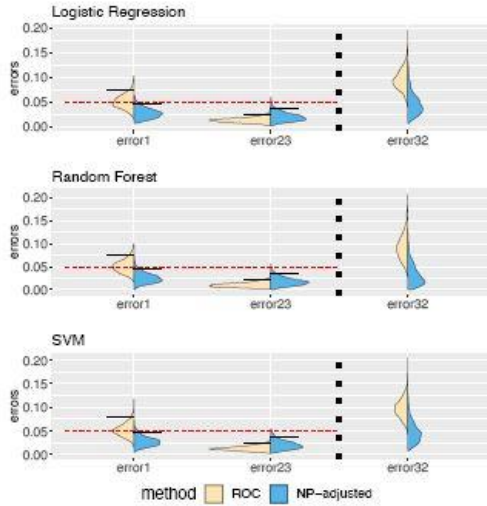 Logistic Regression
errors
0.20
0.15
0.10
0.05
0.00
error1 error23 error32
Random Forest
errors
0.20
0.15
0.10
0.05
0.00
error1 error23 error32
SVM
errors
0.20
0.15
0.10
0.05
0.00
error1 error23 error32
method ROC NP-adjusted